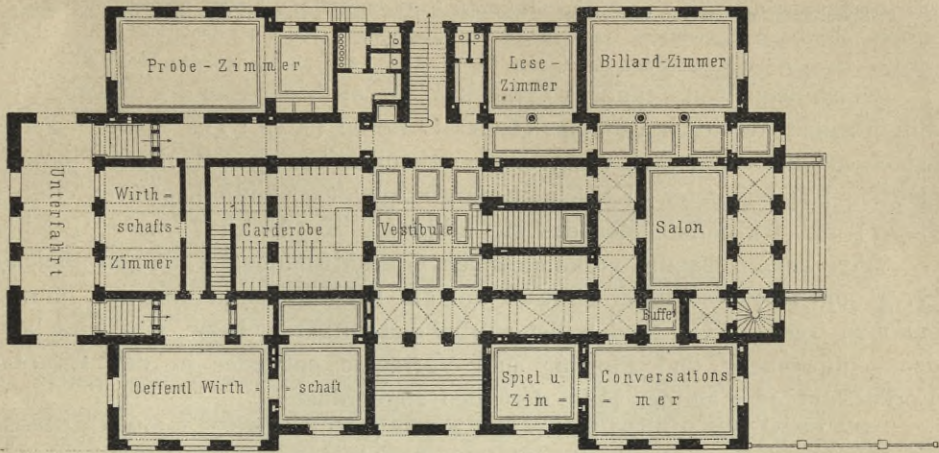 Probe-Zimmer
Lese-
Zimmer
Billard-Zimmer
Unterfahrt
Wirth=
schafts-
Zimmer
Garderobe
Vestibule
Salon
Buffet
Oeffentl. Wirth-
=schaft
Spiel u.
Zim=
Conversations
=mer